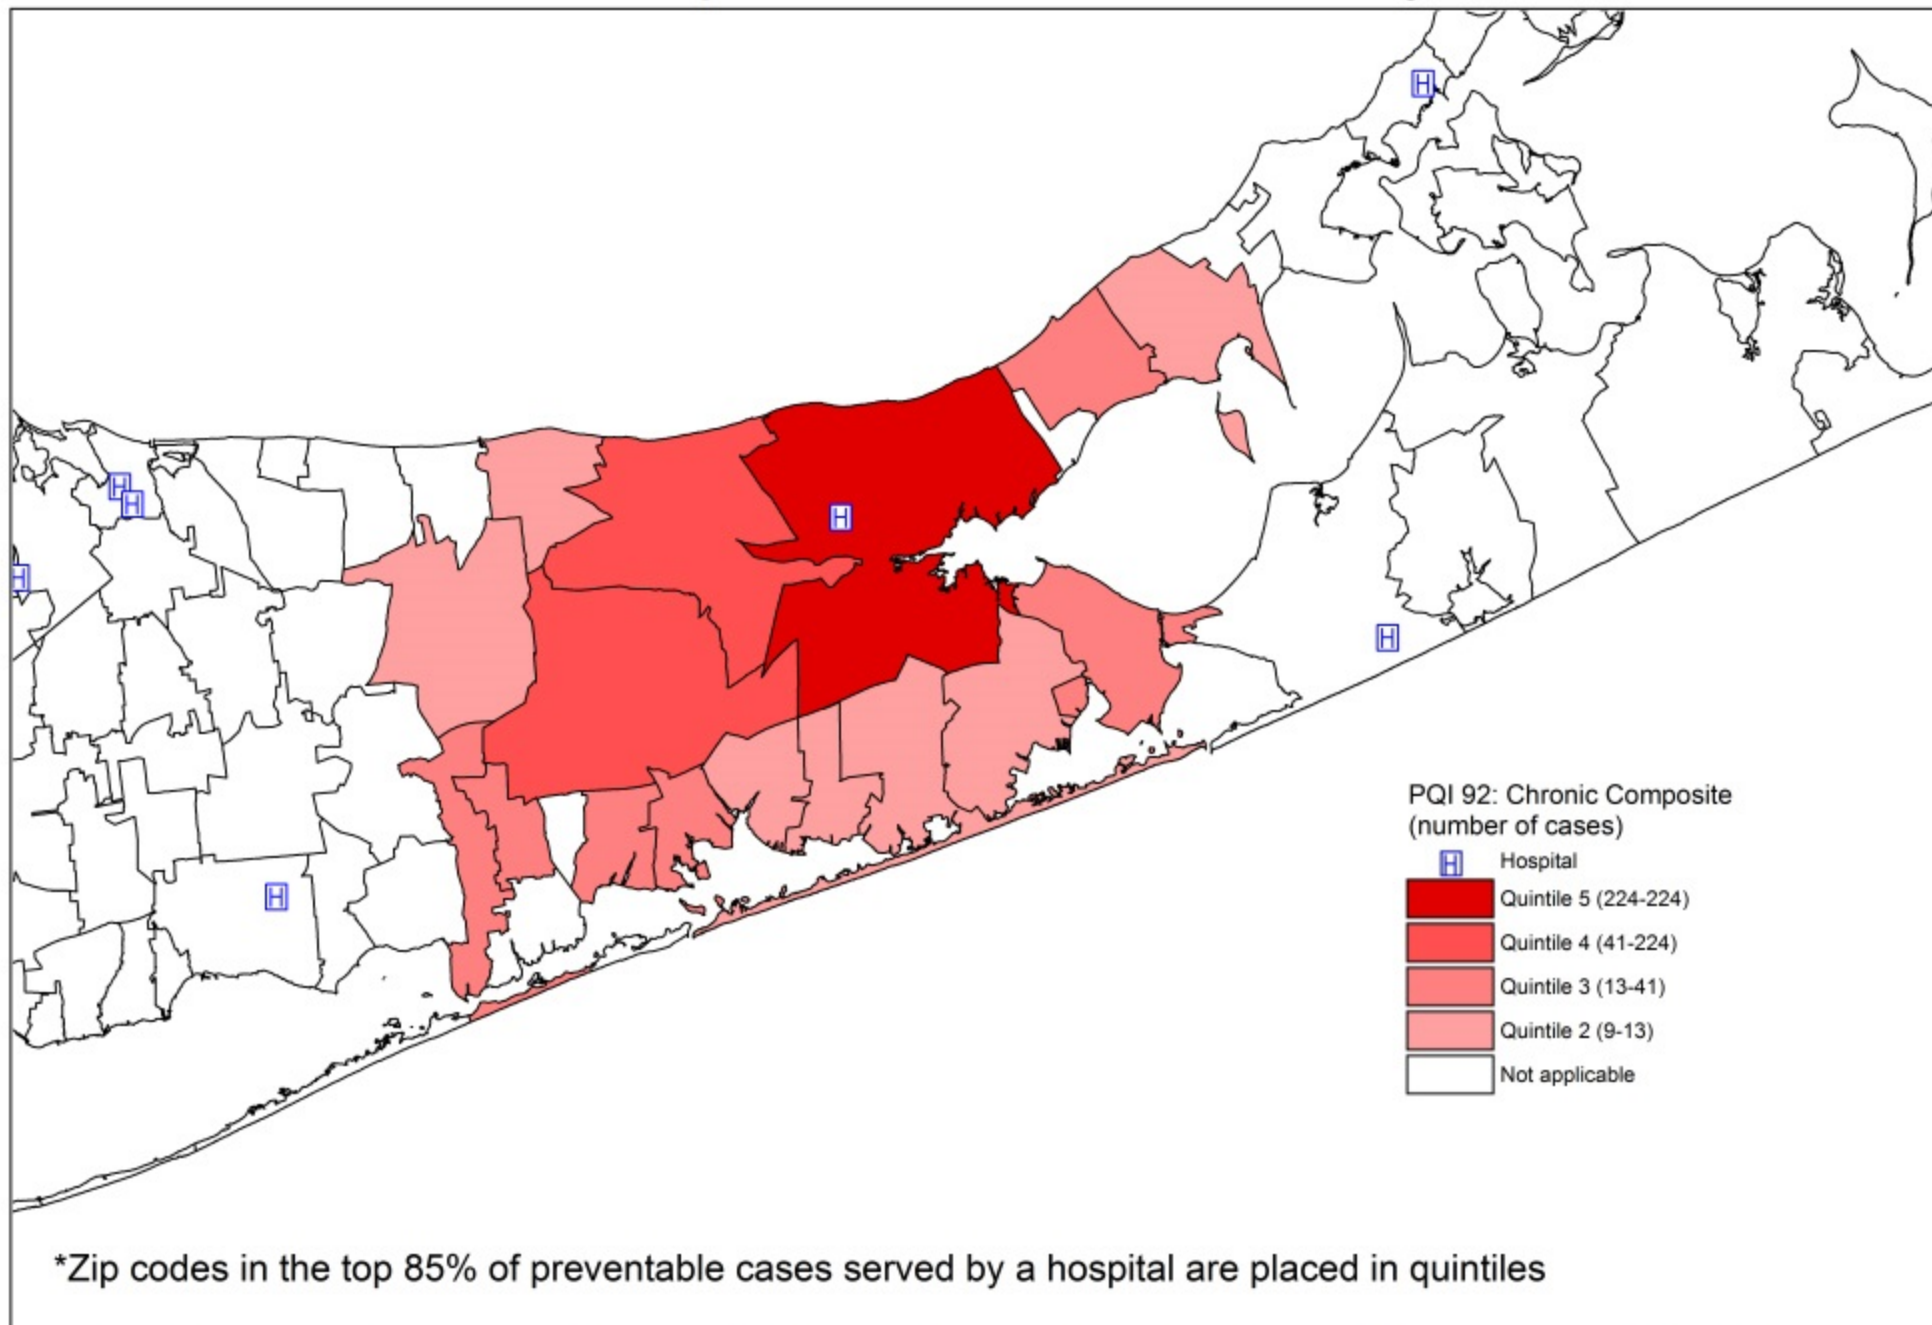 H
H
H
H
H
H
H
PQI 92: Chronic Composite
(number of cases)
H Hospital
Quintile 5 (224-224)
Quintile 4 (41-224)
Quintile 3 (13-41)
Quintile 2 (9-13)
Not applicable
*Zip codes in the top 85% of preventable cases served by a hospital are placed in quintiles